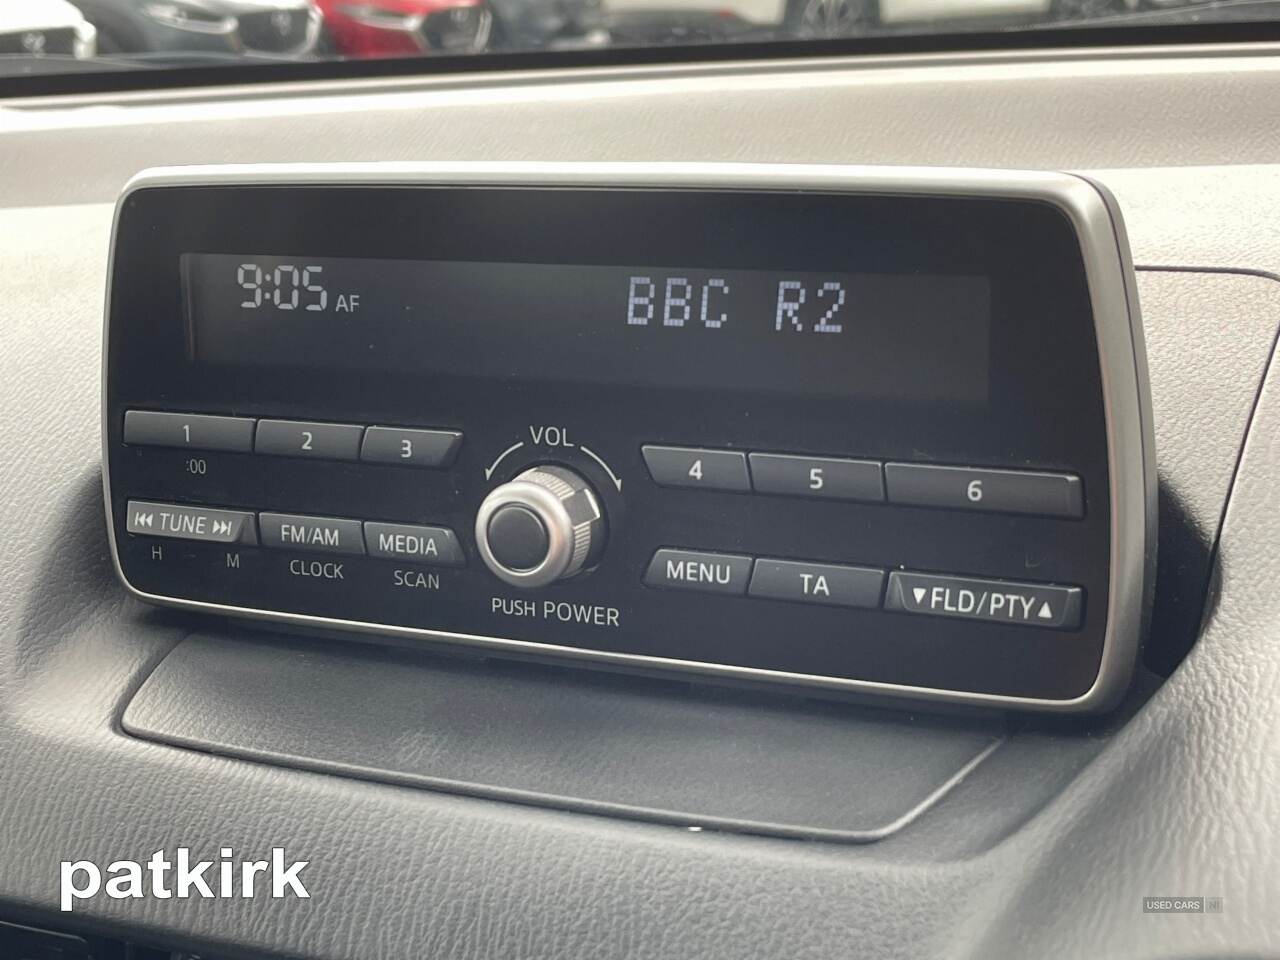 9:05 AF BBC R2
1 2 3 VOL 4 5 6
:00
TUNE FM/AM MEDIA MENU TA ▼FLD/PTY▲
H M CLOCK SCAN
PUSH POWER
patkirk
USED CARS NI